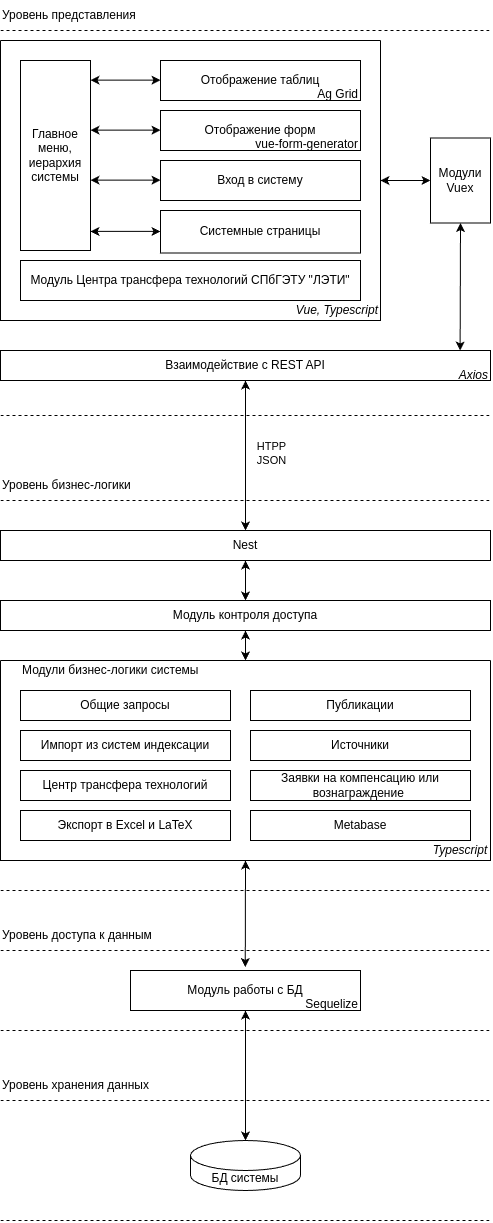 Уровень представления
Главное
меню,
иерархия
системы
Отображение таблиц
Ag Grid
Отображение форм
vue-form-generator
Вход в систему
Системные страницы
Модуль Центра трансфера технологий СПбГЭТУ "ЛЭТИ"
Vue, Typescript
Модули
Vuex
Взаимодействие с REST API
Axios
HTPP
JSON
Уровень бизнес-логики
Nest
Модуль контроля доступа
Модули бизнес-логики системы
Общие запросы
Публикации
Импорт из систем индексации
Источники
Центр трансфера технологий
Заявки на компенсацию или
вознаграждение
Экспорт в Excel и LaTeX
Metabase
Typescript
Уровень доступа к данным
Модуль работы с БД
Sequelize
Уровень хранения данных
БД системы